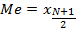 Me = x_{\frac{N+1}{2}}